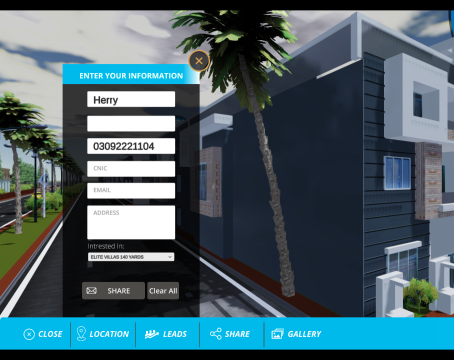 ENTER YOUR INFORMATION
Herry
03092221104
CNIC
EMAIL
ADDRESS
Intrested In:
ELITE VILLAS 140 YARDS
SHARE Clear All
CLOSE LOCATION LEADS SHARE GALLERY